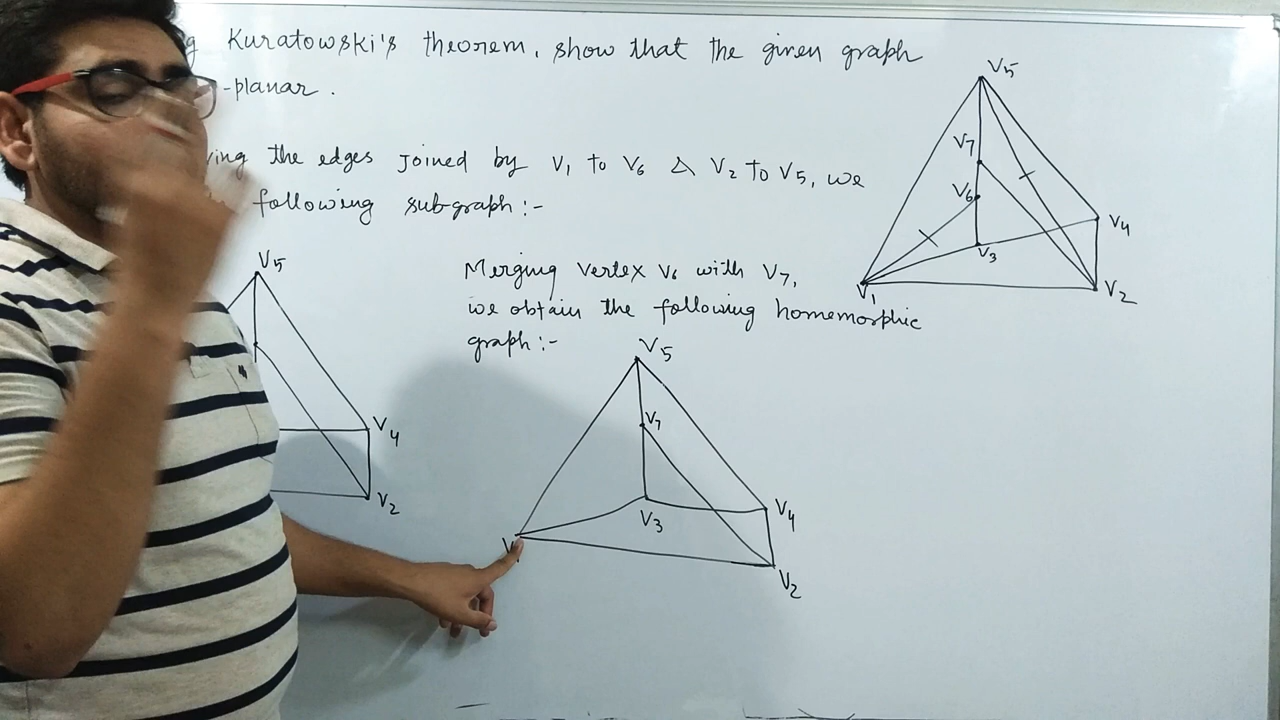 Kuratowski's theorem, show that the given graph
-planar.
the edges joined by V1 to V6 & V2 to V5, we
following subgraph:-
V5
V4
V2
Merging vertex V6 with V7,
we obtain the following homemorphic
graph:-
V5
V7
V3
V4
V2
V5
V7
V6
V3
V4
V1
V2